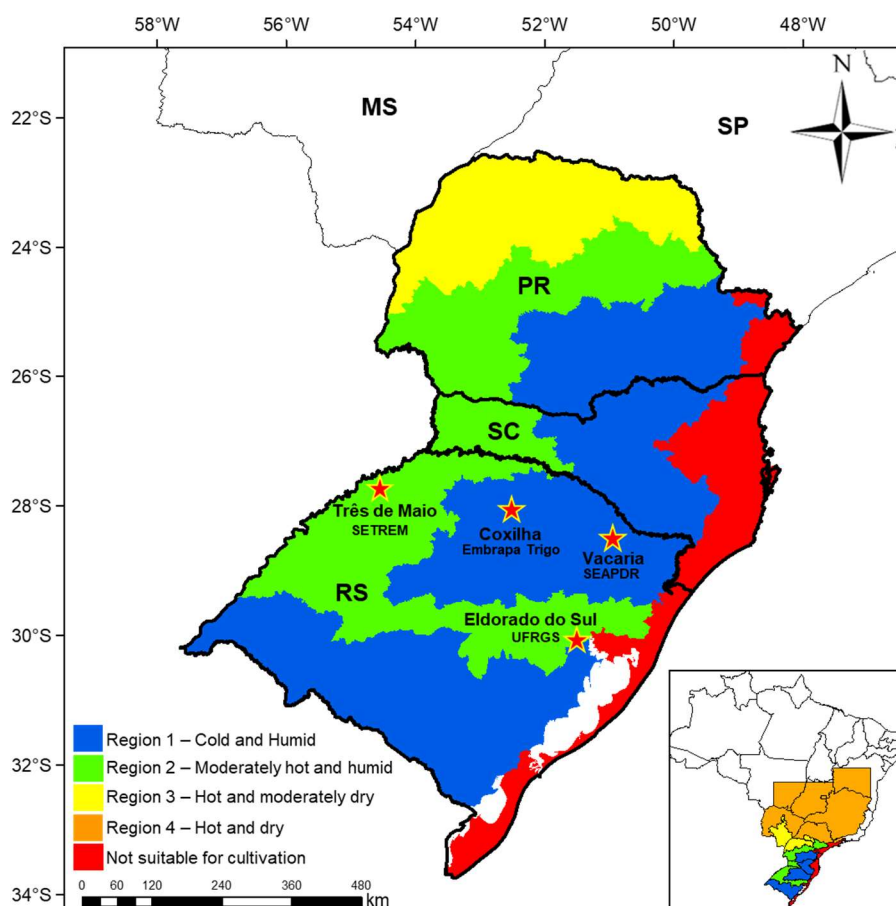 58°W 56°W 54°W 52°W 50°W 48°W
N
22°S
MS
SP
24°S
PR
26°S
SC
28°S
Três de Maio
SETREM
Coxilha
Embrapa Trigo
Vacaria
SEAPDR
RS
Eldorado do Sul
UFRGS
30°S
32°S
34°S
Region 1 – Cold and Humid
Region 2 – Moderately hot and humid
Region 3 – Hot and moderately dry
Region 4 – Hot and dry
Not suitable for cultivation
0 30 60 120 240 360 480
km